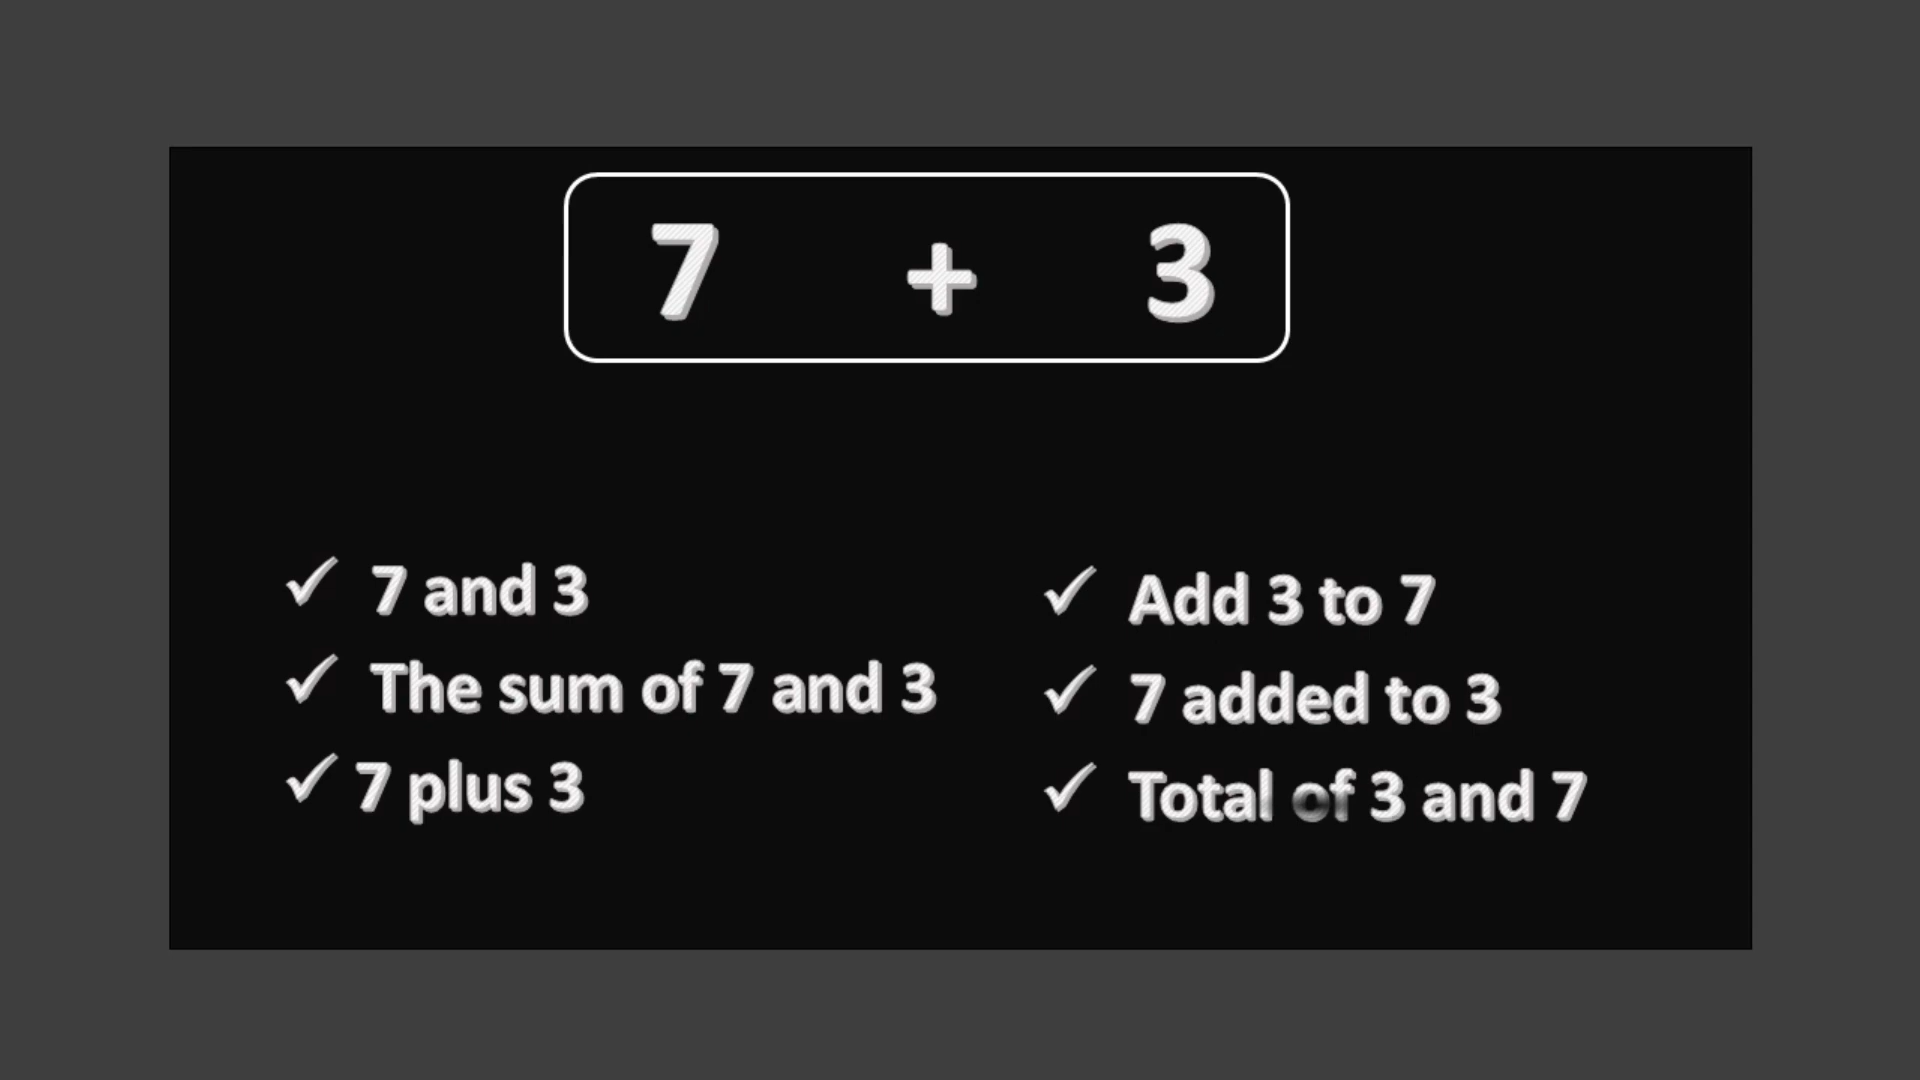 7 + 3
7 and 3
The sum of 7 and 3
7 plus 3
Add 3 to 7
7 added to 3
Total of 3 and 7